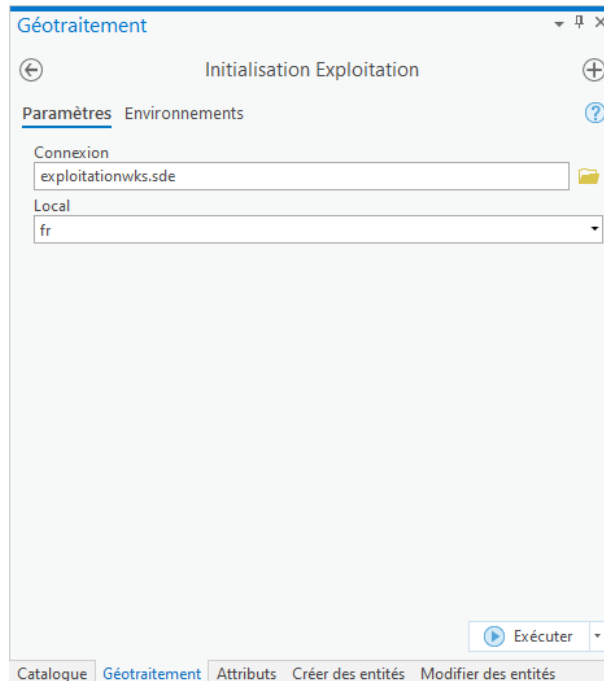 Géotraitement
Initialisation Exploitation
Paramètres Environnements
Connexion
exploitationwks.sde
Local
fr
Exécuter
Catalogue Géotraitement Attributs Créer des entités Modifier des entités